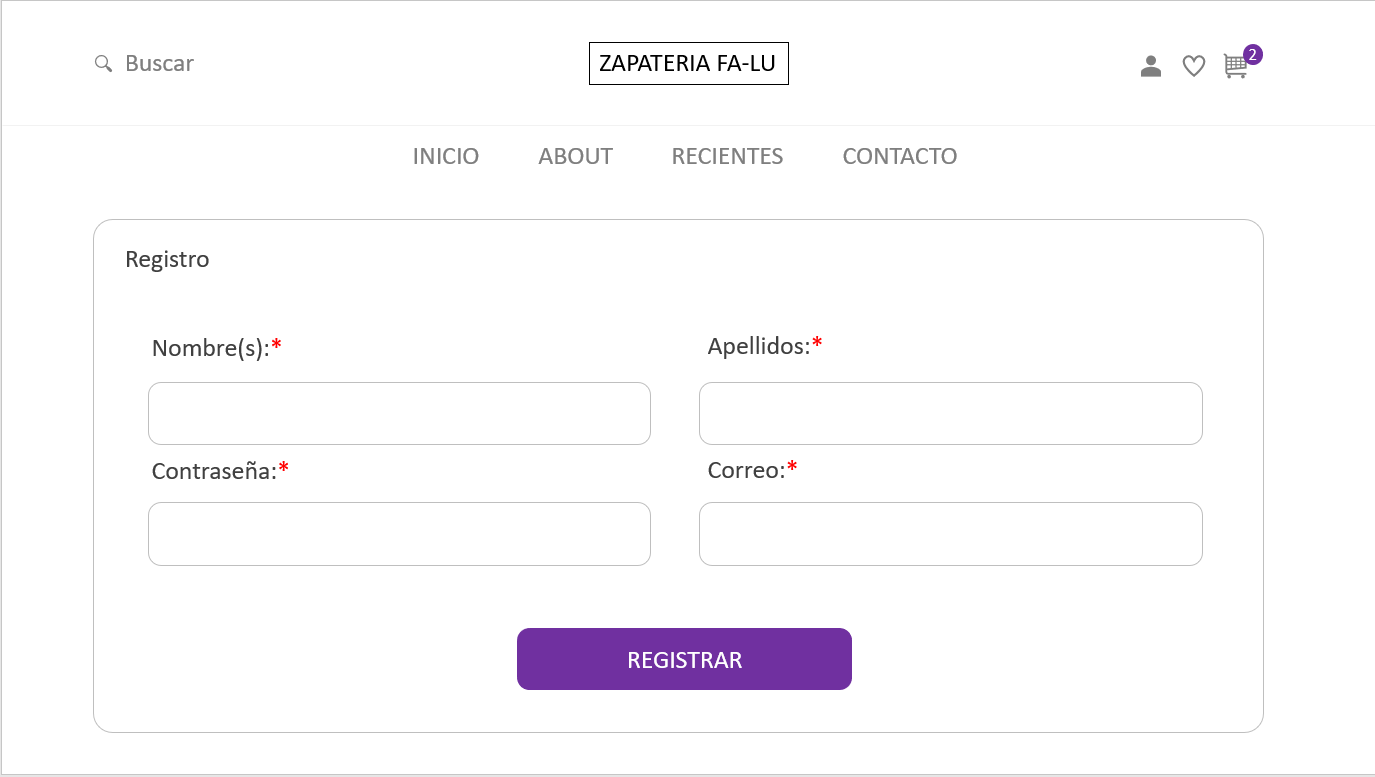 Buscar
ZAPATERIA FA-LU
2
INICIO ABOUT RECIENTES CONTACTO
Registro
Nombre(s):* Apellidos:*
Contraseña:* Correo:*
REGISTRAR